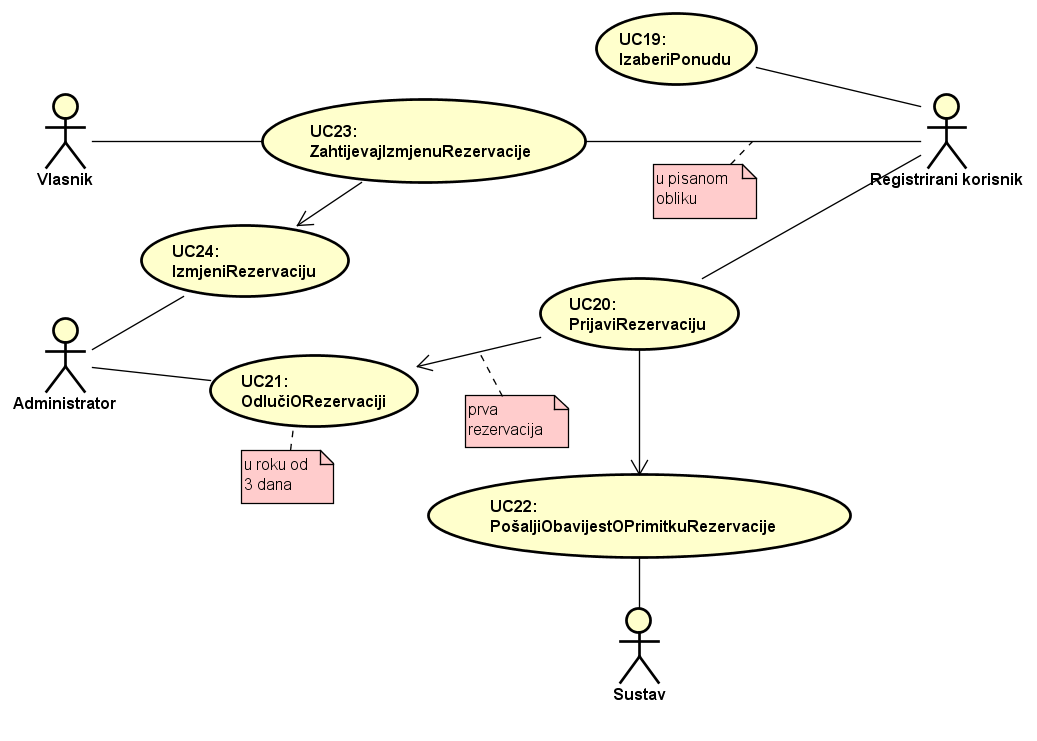 UC19:
IzaberiPonudu
UC23:
ZahtijevajIzmjenuRezervacije
Vlasnik
u pisanom
obliku
Registrirani korisnik
UC24:
IzmjeniRezervaciju
UC20:
PrijaviRezervaciju
Administrator
UC21:
OdlučiORezervaciji
prva
rezervacija
u roku od
3 dana
UC22:
PošaljiObavijestOPrimitkuRezervacije
Sustav